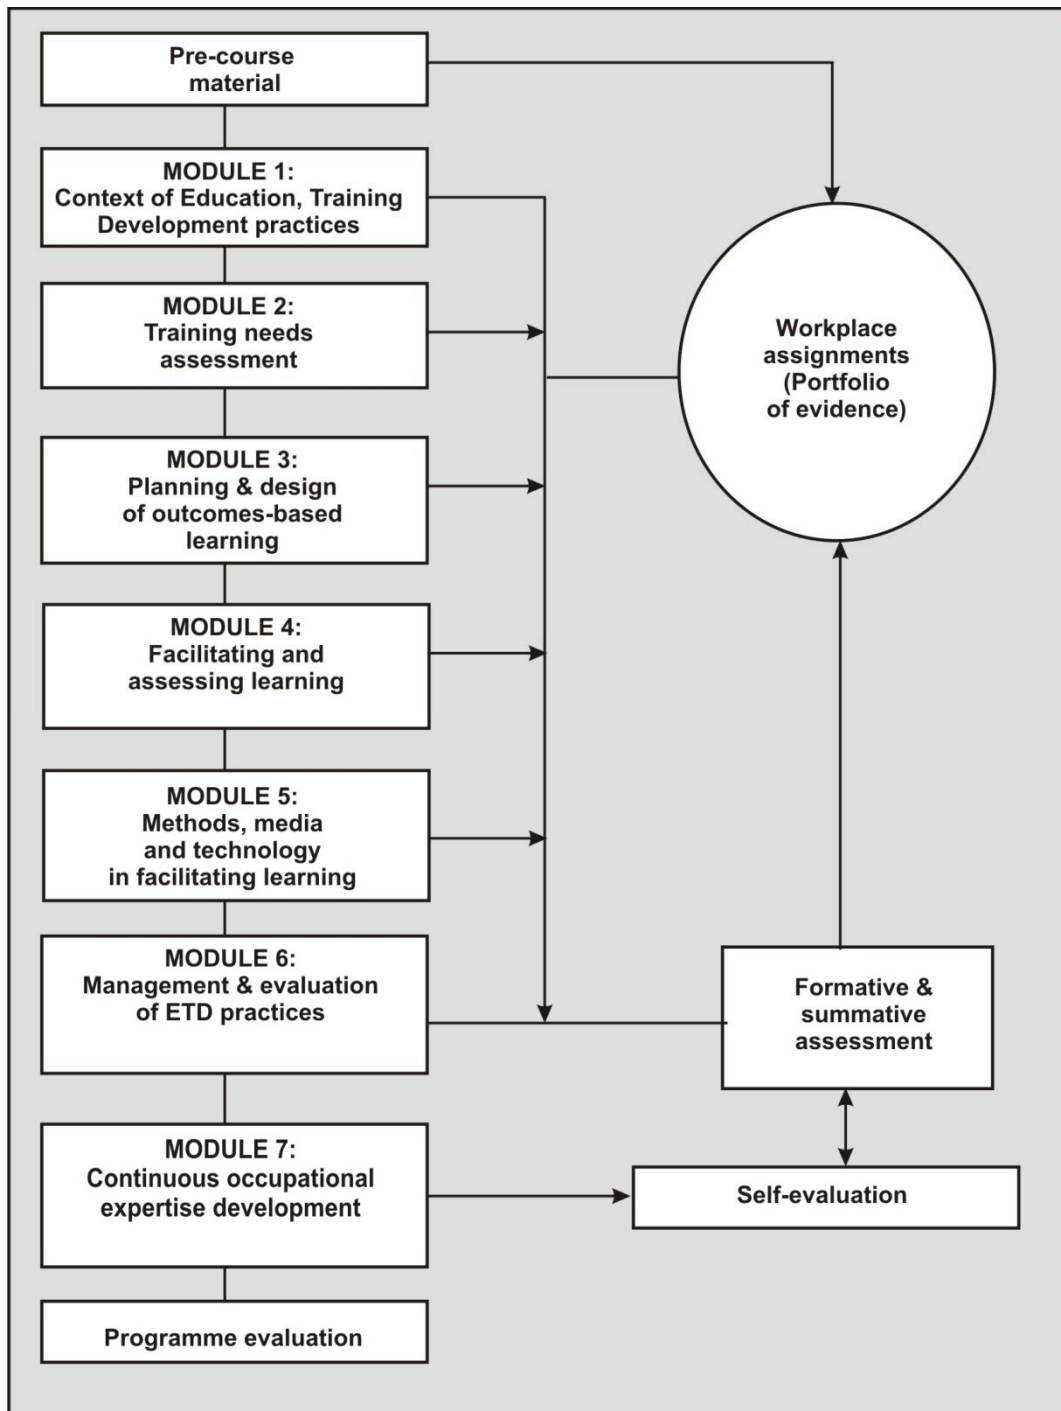 Pre-course
material
MODULE 1:
Context of Education, Training
Development practices
MODULE 2:
Training needs
assessment
MODULE 3:
Planning & design
of outcomes-based
learning
MODULE 4:
Facilitating and
assessing learning
MODULE 5:
Methods, media
and technology
in facilitating learning
MODULE 6:
Management & evaluation
of ETD practices
MODULE 7:
Continuous occupational
expertise development
Programme evaluation
Workplace
assignments
(Portfolio
of evidence)
Formative &
summative
assessment
Self-evaluation